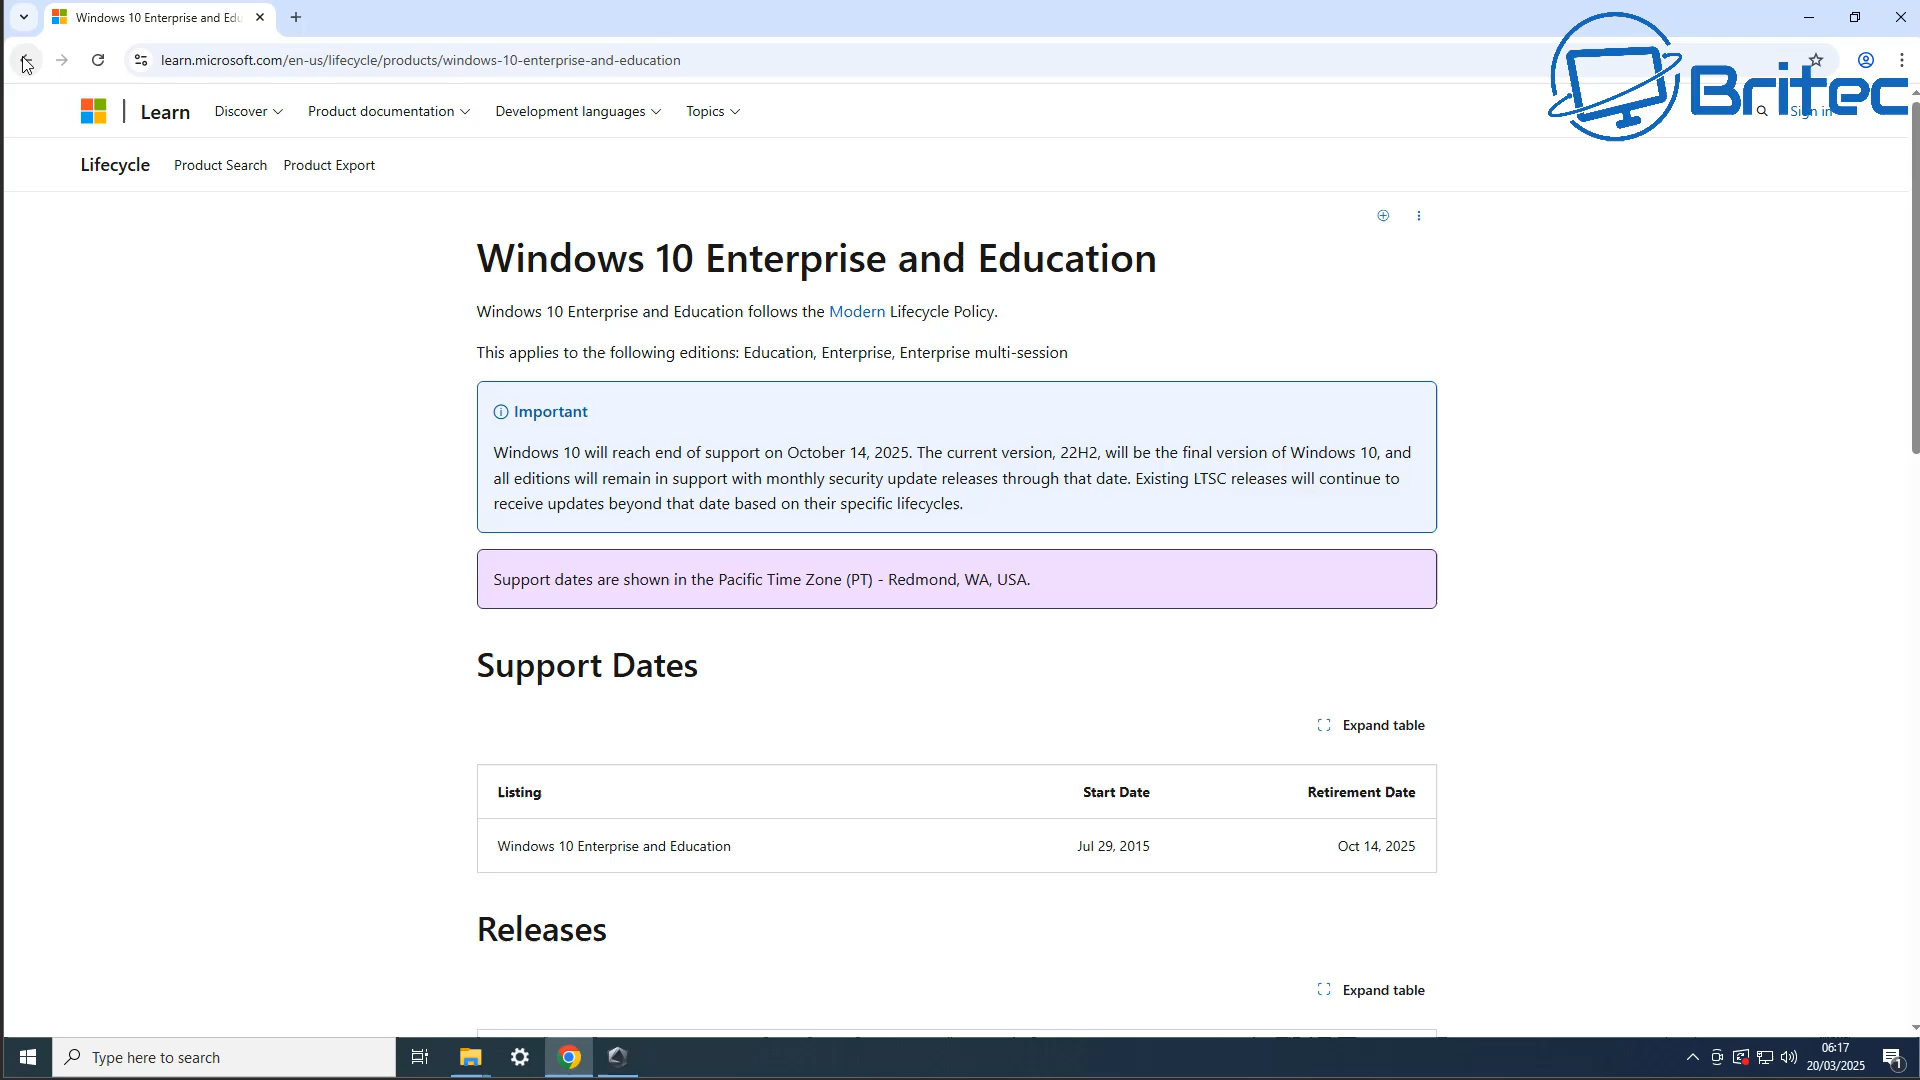 Windows 10 Enterprise and Edu
learn.microsoft.com/en-us/lifecycle/products/windows-10-enterprise-and-education
Britec
Learn
Discover
Product documentation
Development languages
Topics
Sign in
Lifecycle
Product Search
Product Export
Windows 10 Enterprise and Education
Windows 10 Enterprise and Education follows the Modern Lifecycle Policy.
This applies to the following editions: Education, Enterprise, Enterprise multi-session
Important
Windows 10 will reach end of support on October 14, 2025. The current version, 22H2, will be the final version of Windows 10, and
all editions will remain in support with monthly security update releases through that date. Existing LTSC releases will continue to
receive updates beyond that date based on their specific lifecycles.
Support dates are shown in the Pacific Time Zone (PT) - Redmond, WA, USA.
Support Dates
Expand table
Listing Start Date Retirement Date
Windows 10 Enterprise and Education Jul 29, 2015 Oct 14, 2025
Releases
Expand table
Type here to search
06:17
20/03/2025
1